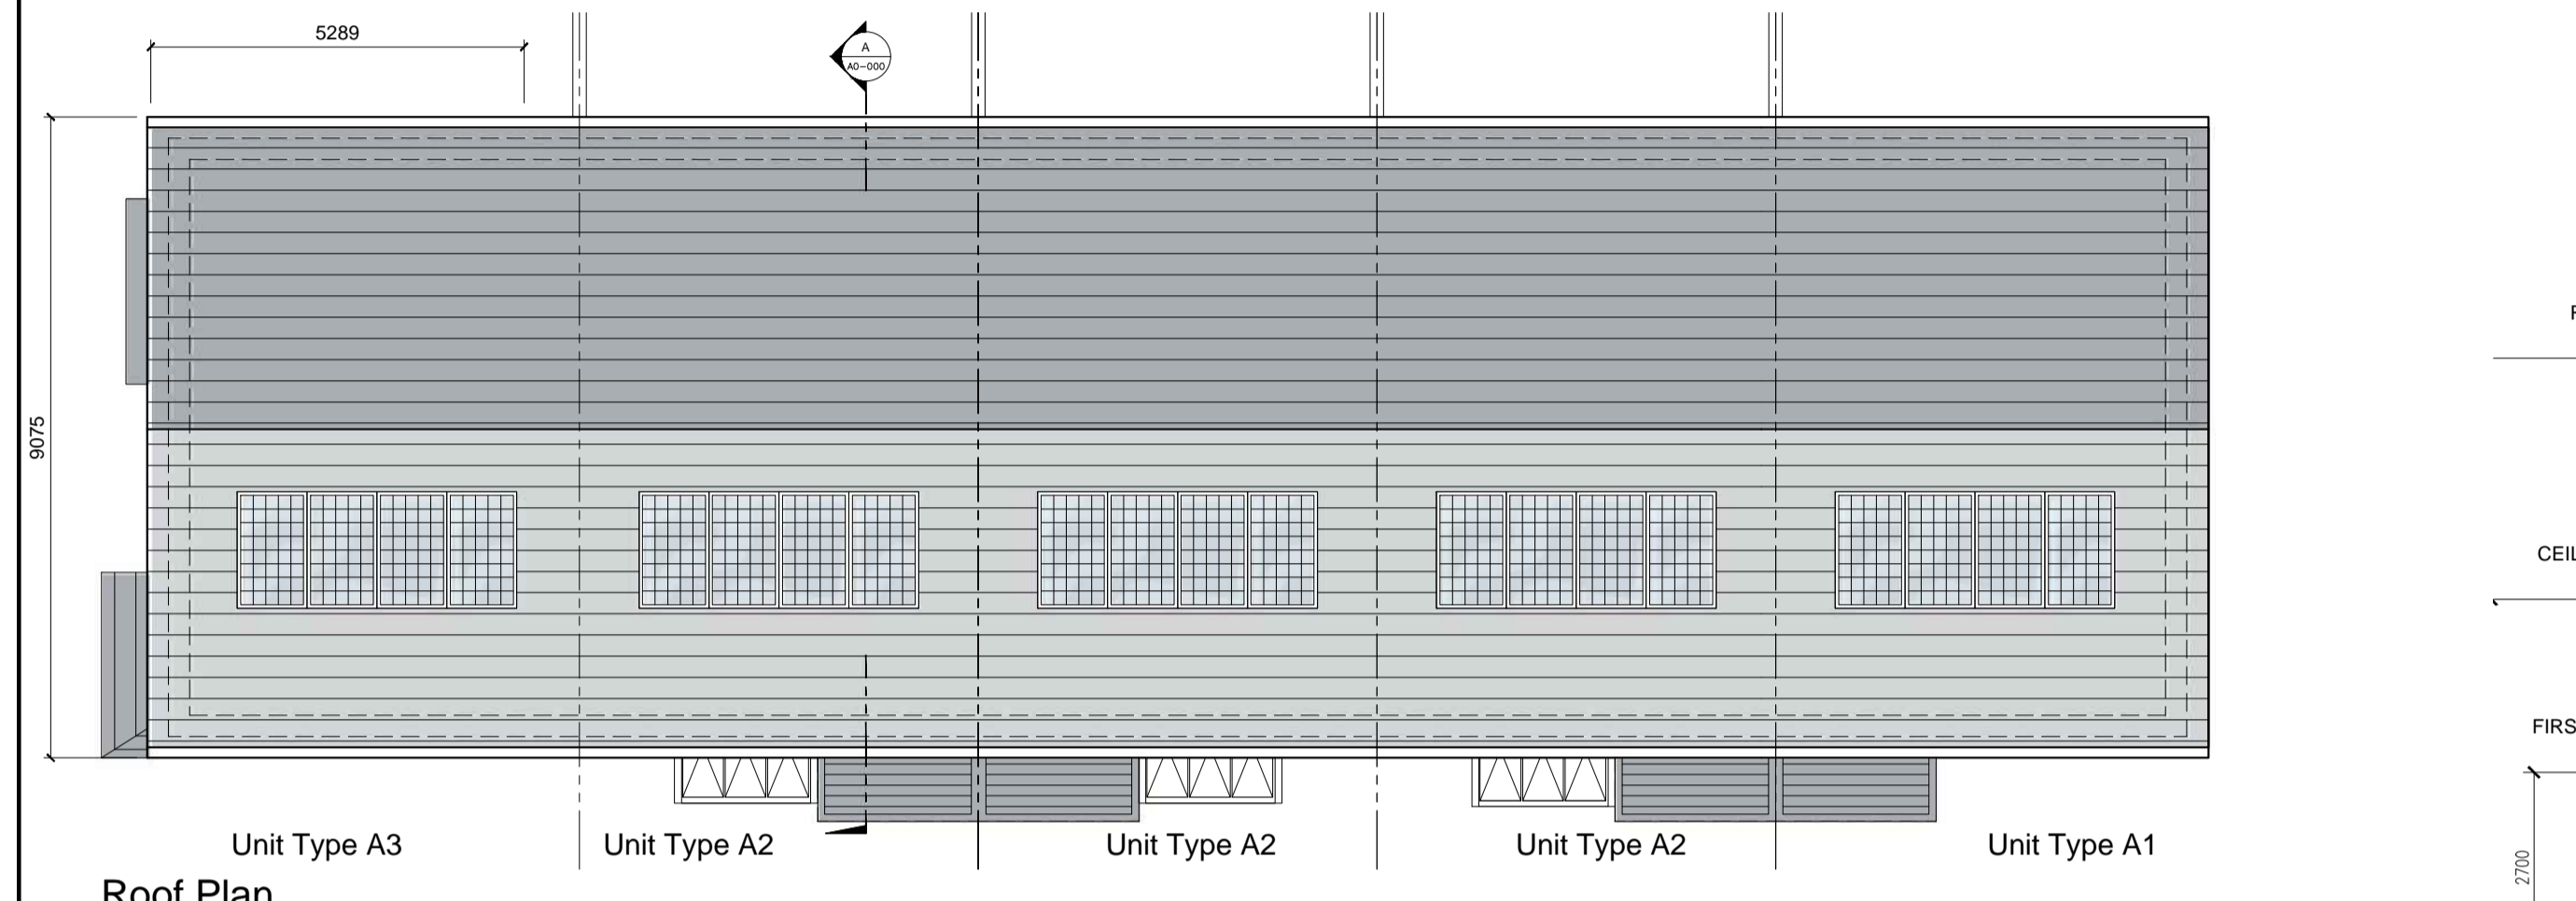 5289
A
A0-000
9075
CEIL
FIRS
Unit Type A3
Unit Type A2
Unit Type A2
Unit Type A2
Unit Type A1
2700
Roof Plan